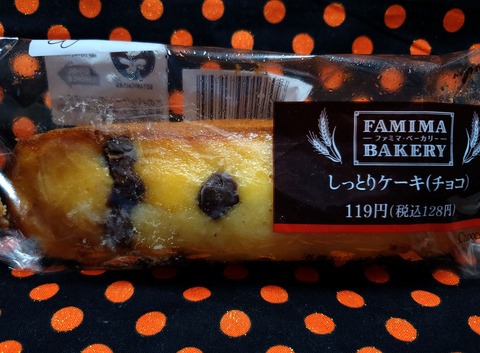 FAMIMA
ファミマ・ベーカリー
BAKERY
しっとりケーキ(チョコ)
119円(税込128円)